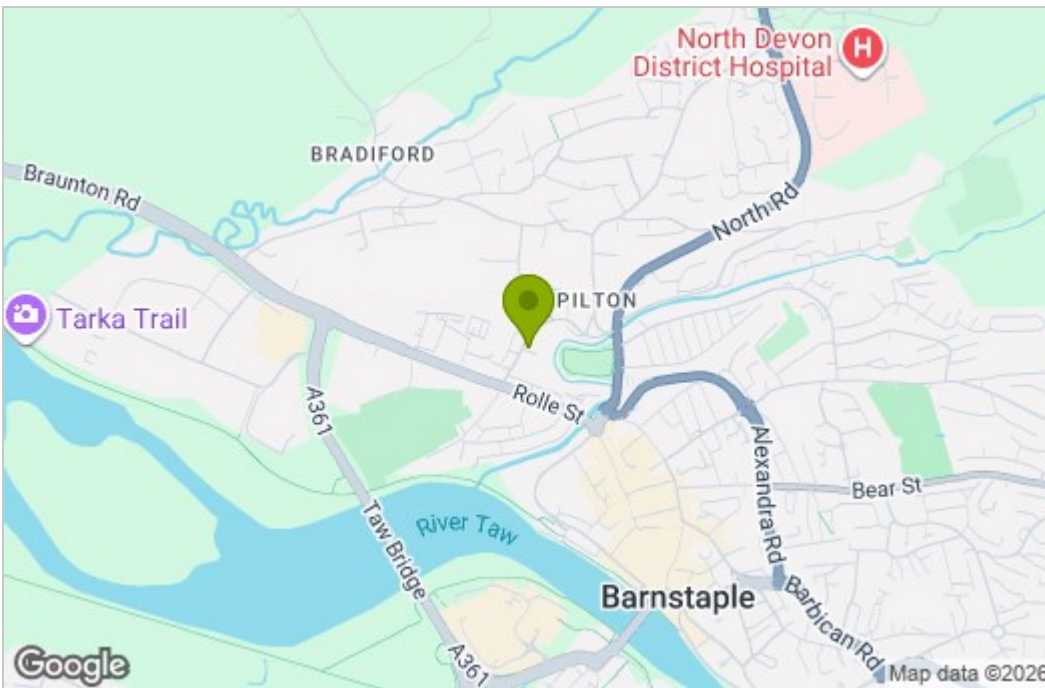 North Devon
District Hospital
H
BRADIFORD
Braunton Rd
North Rd
PILTON
Tarka Trail
Rolle St
A361
Alexandra Rd
Bear St
Taw Bridge
River Taw
Barnstaple
Barbican Rd
A361
Google
Map data ©2026